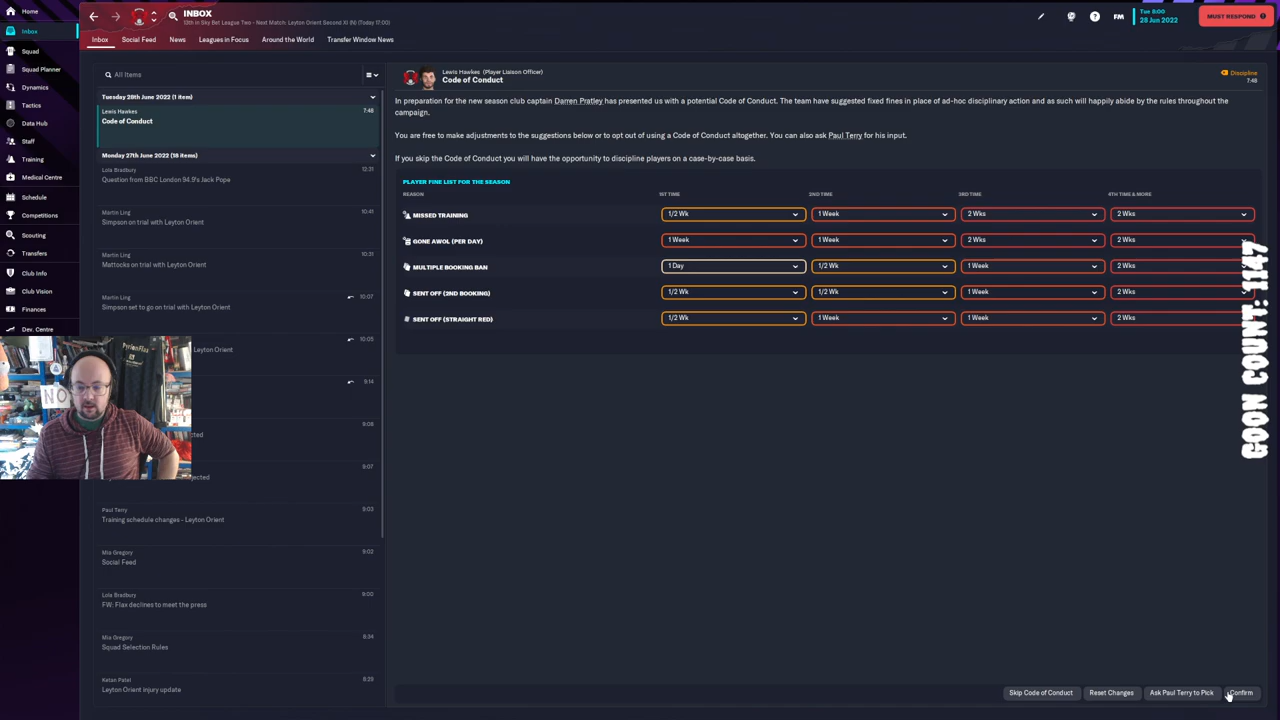 Home
Inbox
Squad
Squad Planner
Dynamics
Tactics
Data Hub
Staff
Training
Medical Centre
Schedule
Competitions
Scouting
Transfers
Club Info
Club Vision
Finances
Dev. Centre
INBOX
13th in Sky Bet League Two - Next Match: Leyton Orient Second XI (N) (Today 17:00)
FM
Tue 8:00
28 Jun 2022
MUST RESPOND
Inbox
Social Feed
News
Leagues in Focus
Around the World
Transfer Window News
All Items
Tuesday 28th June 2022 (1 item)
Lewis Hawkes
7:48
Code of Conduct
Monday 27th June 2022 (18 items)
Lola Bradbury
12:31
Question from BBC London 94.9's Jack Pope
Martin Ling
10:41
Simpson on trial with Leyton Orient
Martin Ling
10:31
Mattocks on trial with Leyton Orient
Martin Ling
10:07
Simpson set to go on trial with Leyton Orient
10:05
Leyton Orient
9:14
9:08
cted
9:07
jected
Paul Terry
9:03
Training schedule changes - Leyton Orient
Mia Gregory
9:02
Social Feed
Lola Bradbury
9:00
FW: Flax declines to meet the press
Mia Gregory
8:34
Squad Selection Rules
Ketan Patel
8:23
Leyton Orient injury update
Lewis Hawkes (Player Liaison Officer)
Code of Conduct
Discipline
7:48
In preparation for the new season club captain Darren Pratley has presented us with a potential Code of Conduct. The team have suggested fixed fines in place of ad-hoc disciplinary action and as such will happily abide by the rules throughout the
campaign.
You are free to make adjustments to the suggestions below or to opt out of using a Code of Conduct altogether. You can also ask Paul Terry for his input.
If you skip the Code of Conduct you will have the opportunity to discipline players on a case-by-case basis.
PLAYER FINE LIST FOR THE SEASON
REASON 1ST TIME 2ND TIME 3RD TIME 4TH TIME & MORE
MISSED TRAINING 1/2 Wk 1 Week 2 Wks 2 Wks
GONE AWOL (PER DAY) 1 Week 1 Week 2 Wks 2 Wks
MULTIPLE BOOKING BAN 1 Day 1/2 Wk 1 Week 2 Wks
SENT OFF (2ND BOOKING) 1/2 Wk 1/2 Wk 1 Week 2 Wks
SENT OFF (STRAIGHT RED) 1/2 Wk 1 Week 1 Week 2 Wks
Skip Code of Conduct
Reset Changes
Ask Paul Terry to Pick
Confirm
GOON COUNT: 1147
NO